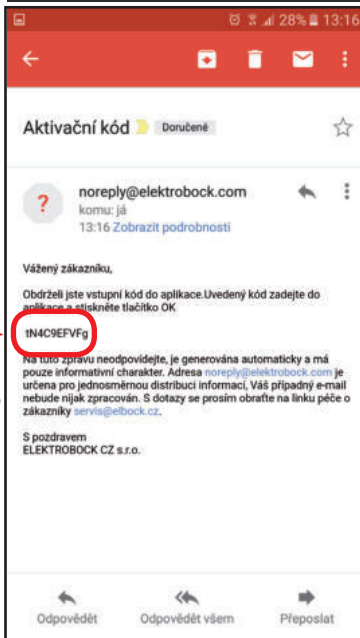 28% 13:16
Aktivační kód Doručené
?
noreply@elektrobock.com
komu: já
13:16 Zobrazit podrobnosti
Vážený zákazníku,
Obdrželi jste vstupní kód do aplikace.Uvedený kód zadejte do
aplikace a stiskněte tlačítko OK
tN4C9EFVFg
Na tuto zprávu neodpovídejte, je generována automaticky a má
pouze informativní charakter. Adresa noreply@elektrobock.com je
určena pro jednosměrnou distribuci informací, Váš případný e-mail
nebude nijak zpracován. S dotazy se prosím obraťte na linku péče o
zákazníky servis@elbock.cz.
S pozdravem
ELEKTROBOCK CZ s.r.o.
Odpovědět Odpovědět všem Přeposlat